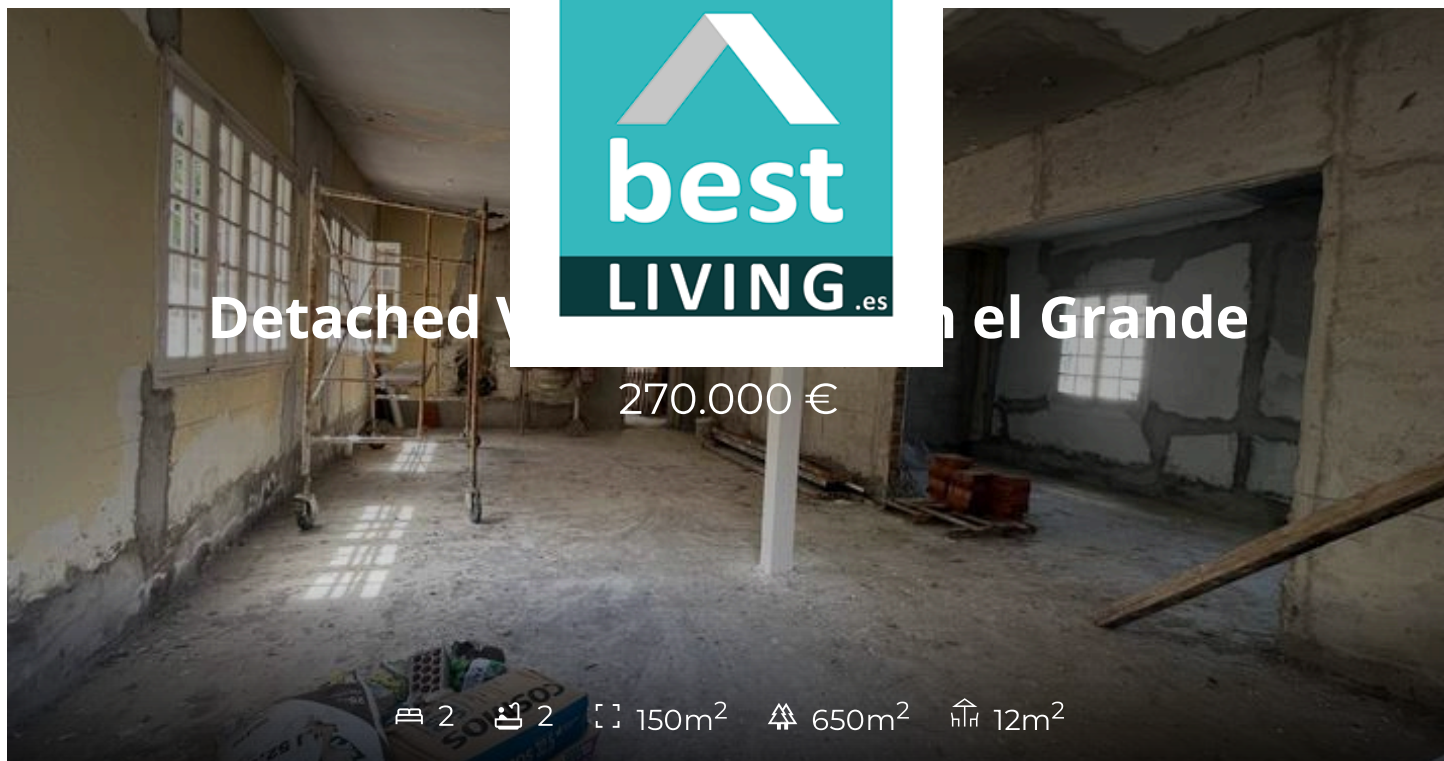 best
LIVING.es
Detached el Grande
270.000 €
2 2 150m² 650m² 12m²